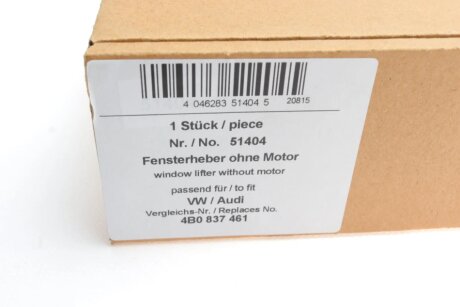 4 046283 51404 5 20815
1 Stück / piece
Nr. / No. 51404
Fensterheber ohne Motor
window lifter without motor
passend für / to fit
VW / Audi
Vergleichs-Nr. / Replaces No.
4B0 837 461